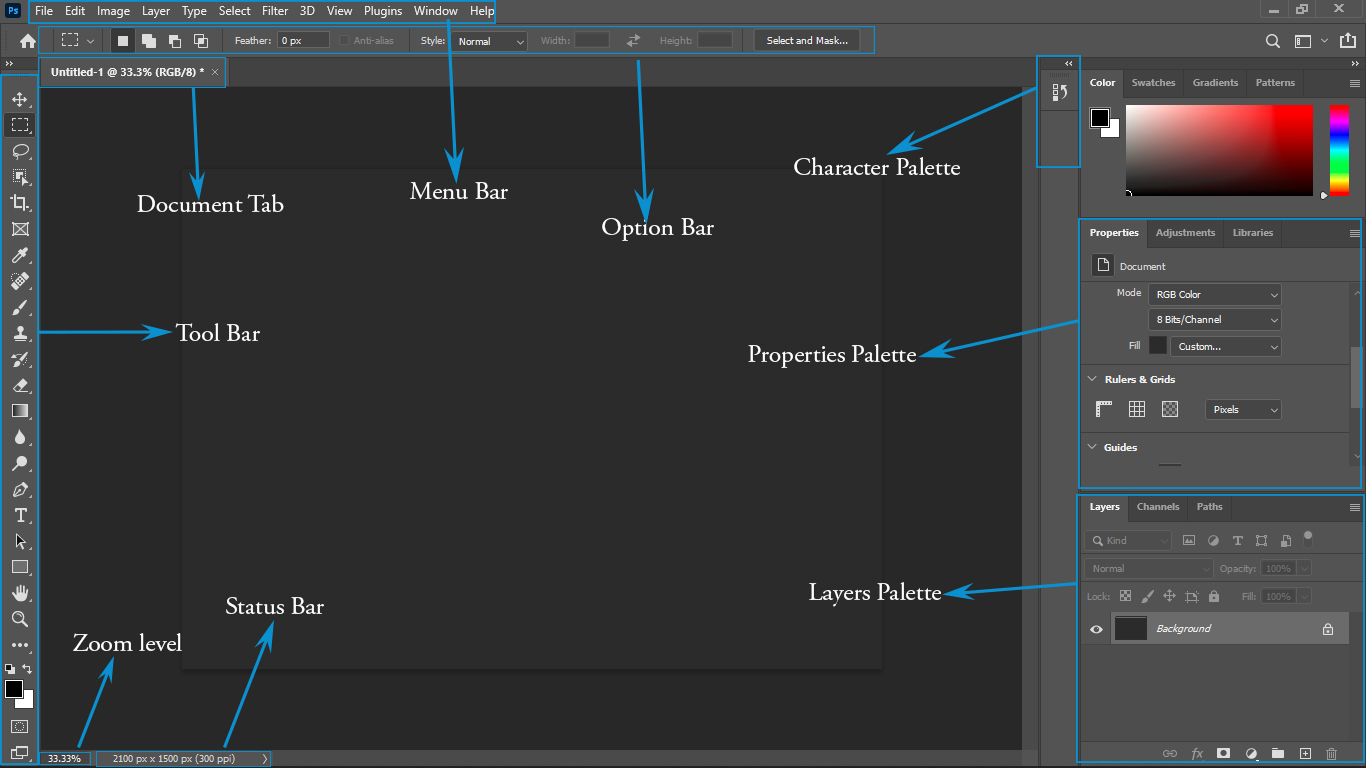 Ps File Edit Image Layer Type Select Filter 3D View Plugins Window Help
Feather: 0 px Anti-alias Style: Normal Width: Height: Select and Mask...
Untitled-1 @ 33.3% (RGB/8) * ×
Color Swatches Gradients Patterns
Character Palette
Menu Bar
Document Tab
Option Bar
Properties Adjustments Libraries
Document
Mode RGB Color
8 Bits/Channel
Tool Bar
Fill Custom...
Properties Palette
Rulers & Grids
Pixels
Guides
Layers Channels Paths
Kind
Normal Opacity: 100%
Layers Palette
Lock: Fill: 100%
Status Bar
Background
Zoom level
33.33% 2100 px x 1500 px (300 ppi)
fx